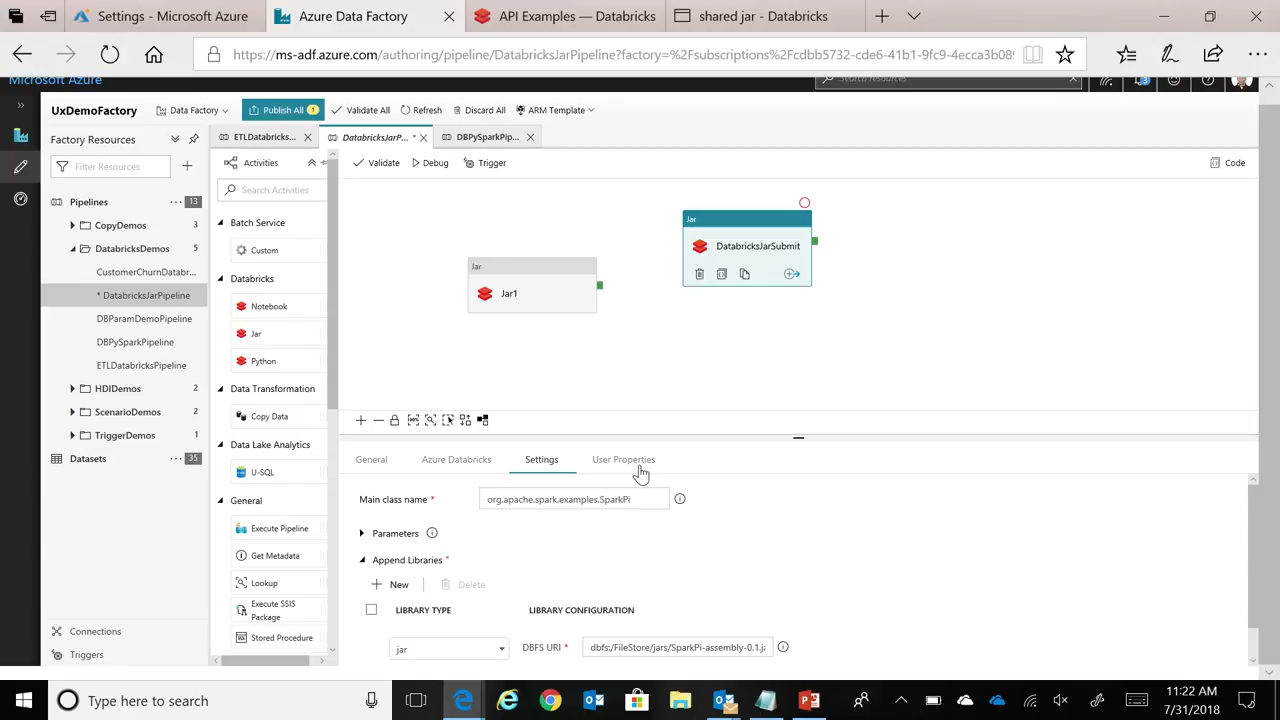 Settings - Microsoft Azure
Azure Data Factory
API Examples — Databricks
shared jar - Databricks
https://ms-adf.azure.com/authoring/pipeline/DatabricksJarPipeline?factory=%2Fsubscriptions%2Fcdbb5732-cde6-41b1-9fc9-4ecca3b089
Microsoft Azure
Search resources
UxDemoFactory
Data Factory
Publish All 1
Validate All
Refresh
Discard All
ARM Template
Factory Resources
ETLDatabricks...
DatabricksJarP... *
DBPySparkPip...
Filter Resources
Activities
Validate
Debug
Trigger
Code
Search Activities
Pipelines
... 13
CopyDemos 3
DatabricksDemos 5
CustomerChurnDatabr...
* DatabricksJarPipeline
DBParamDemoPipeline
DBPySparkPipeline
ETLDatabricksPipeline
HDIDemos 2
ScenarioDemos 2
TriggerDemos 1
Datasets
... 35
Connections
Triggers
Batch Service
Custom
Databricks
Notebook
Jar
Python
Data Transformation
Copy Data
Data Lake Analytics
U-SQL
General
Execute Pipeline
Get Metadata
Lookup
Execute SSIS
Package
Stored Procedure
Jar
Jar1
Jar
DatabricksJarSubmit
General
Azure Databricks
Settings
User Properties
Main class name *
org.apache.spark.examples.SparkPi
Parameters
Append Libraries *
New
Delete
LIBRARY TYPE
LIBRARY CONFIGURATION
jar
DBFS URI *
dbfs:/FileStore/jars/SparkPi-assembly-0.1.ja
Type here to search
11:22 AM
7/31/2018